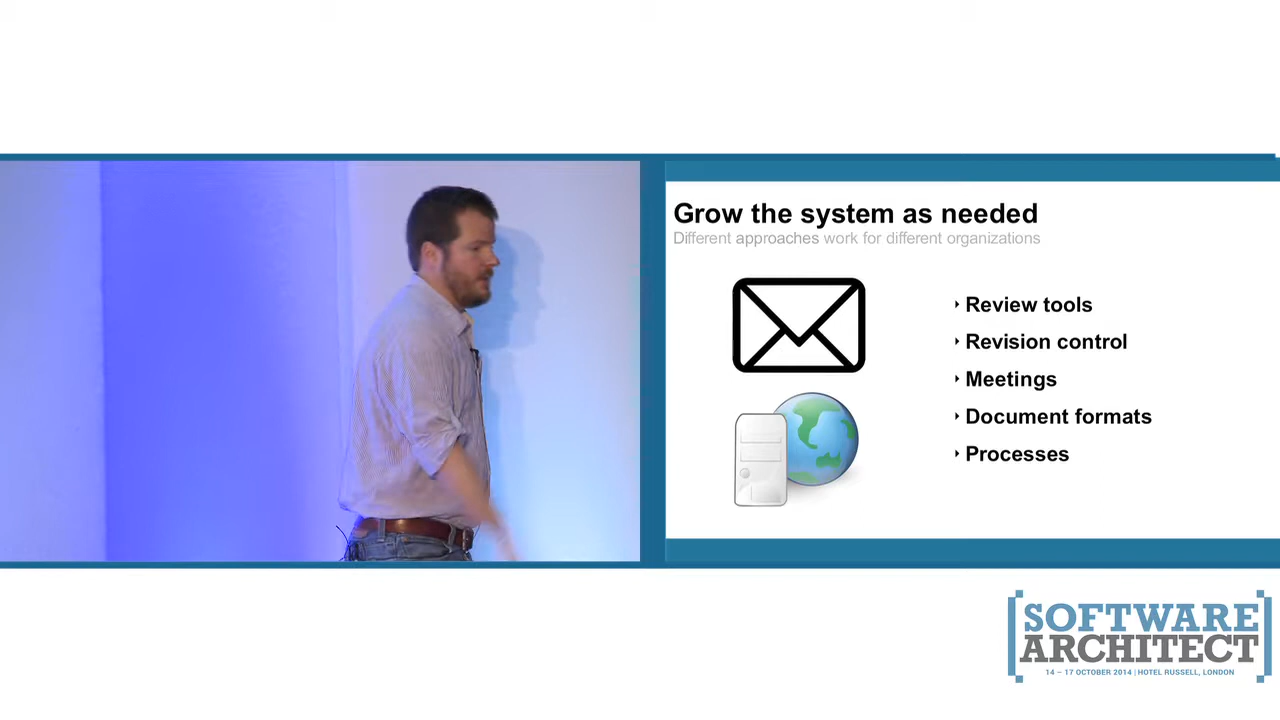 Grow the system as needed
Different approaches work for different organizations
Review tools
Revision control
Meetings
Document formats
Processes
SOFTWARE
ARCHITECT
14 – 17 OCTOBER 2014 | HOTEL RUSSELL, LONDON